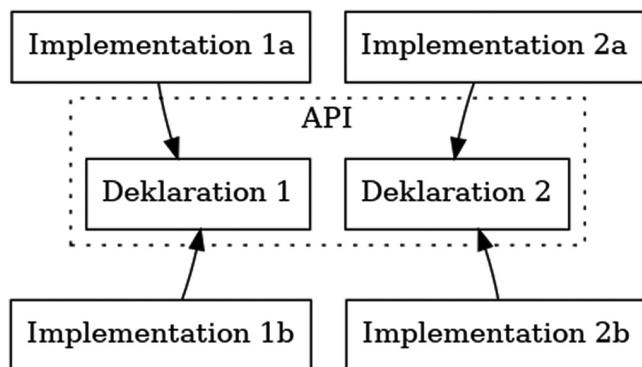 Implementation 1a
Implementation 2a
API
Deklaration 1
Deklaration 2
Implementation 1b
Implementation 2b